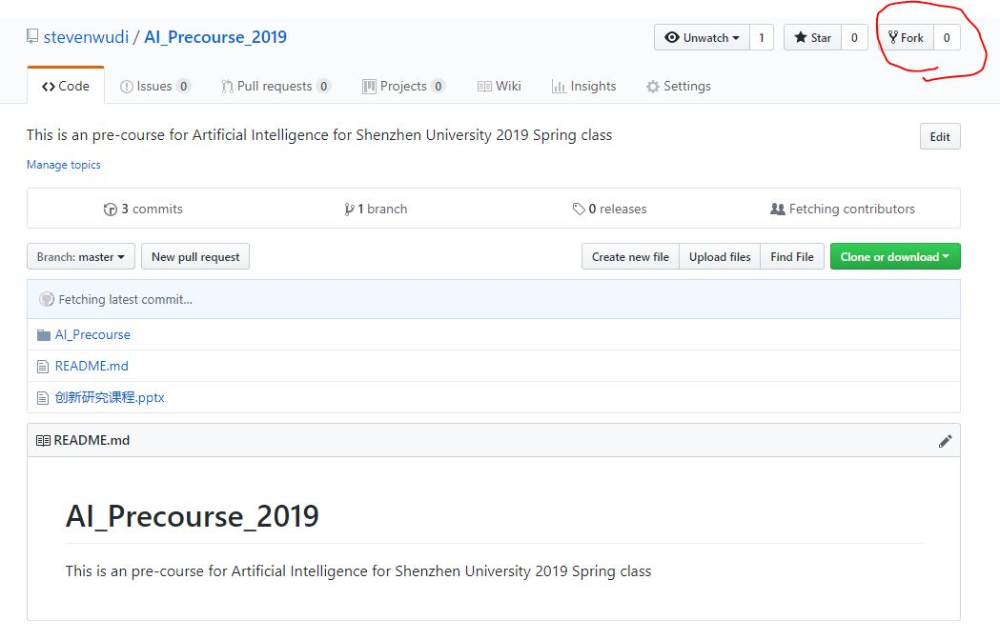 stevenwudi / AI_Precourse_2019 Unwatch 1 Star 0 Fork 0
Code Issues 0 Pull requests 0 Projects 0 Wiki Insights Settings
This is an pre-course for Artificial Intelligence for Shenzhen University 2019 Spring class Edit
Manage topics
3 commits 1 branch 0 releases Fetching contributors
Branch: master New pull request Create new file Upload files Find File Clone or download
Fetching latest commit...
AI_Precourse
README.md
创新研究课程.pptx
README.md
AI_Precourse_2019
This is an pre-course for Artificial Intelligence for Shenzhen University 2019 Spring class